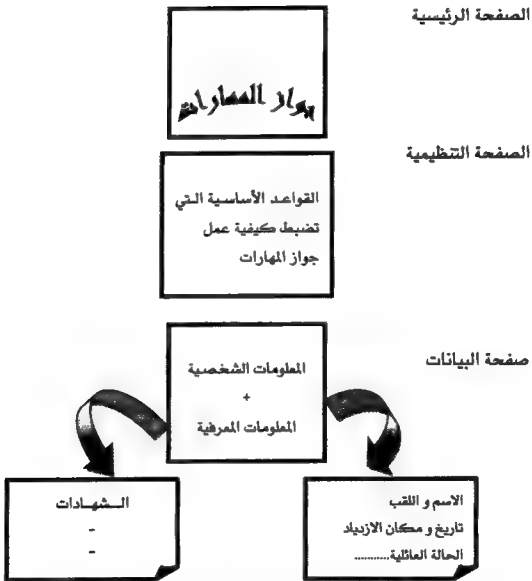 الصفحة الرئيسية
جواز المهارات
الصفحة التنظيمية
القواعد الأساسية التي
تضبط كيفية عمل
جواز المهارات
صفحة البيانات
المعلومات الشخصية
+
المعلومات المعرفية
الاسم و اللقب
تاريخ و مكان الازدياد
الحالة العائلية............
الـشهـادات
-
-